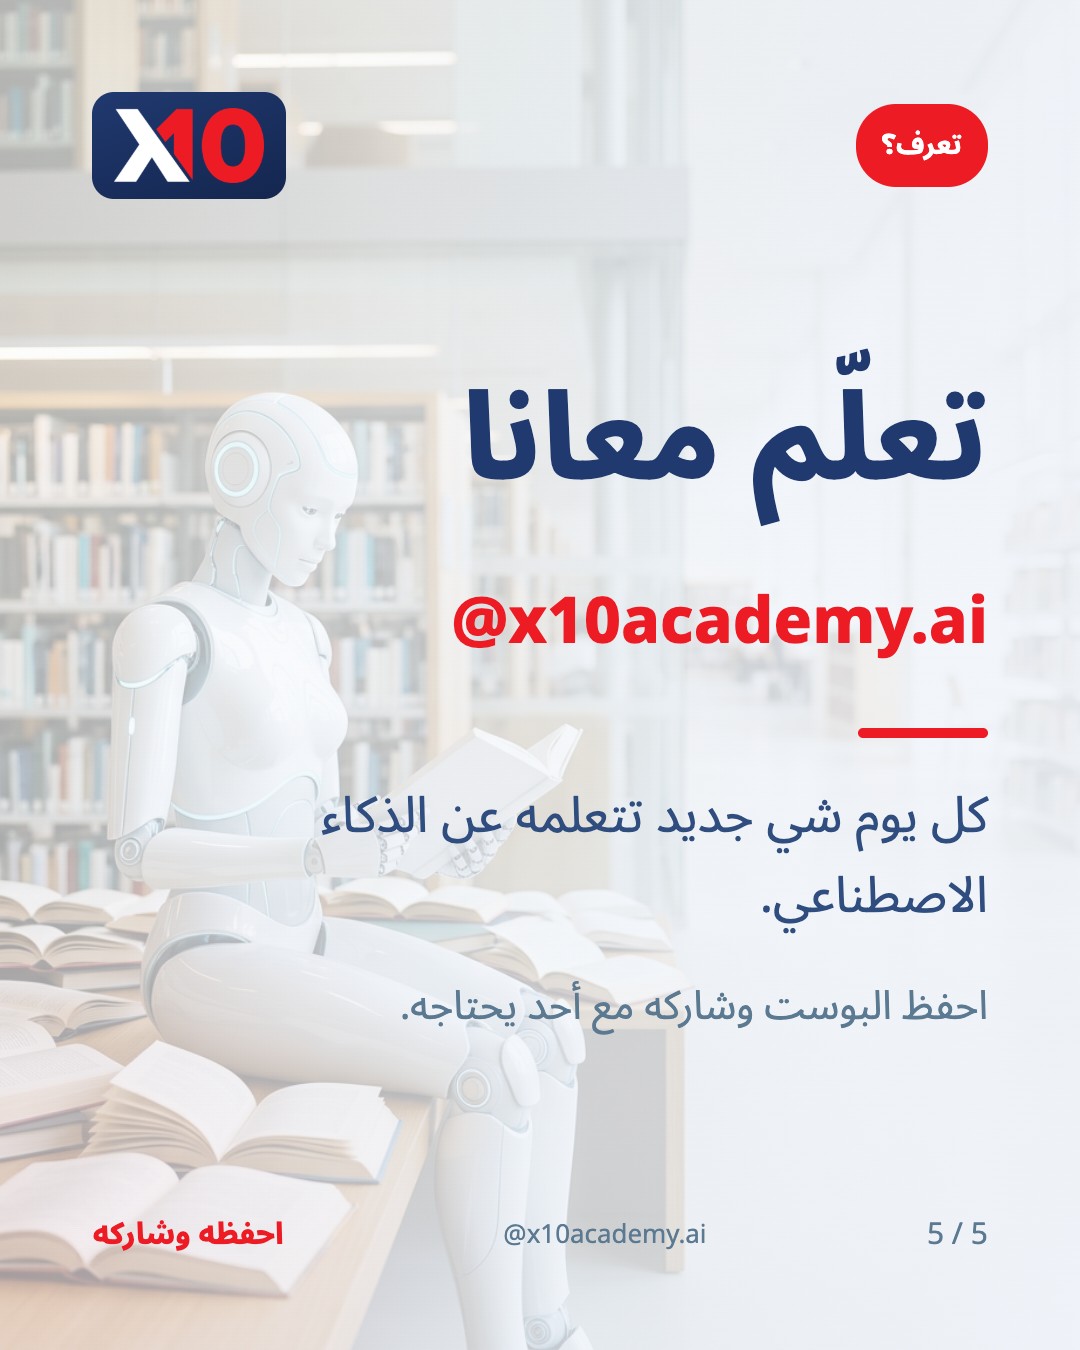 X10
تعرف؟
تعلّم معانا
@x10academy.ai
كل يوم شي جديد تتعلمه عن الذكاء
الاصطناعي.
احفظ البوست وشاركه مع أحد يحتاجه.
احفظه وشاركه
@x10academy.ai
5 / 5